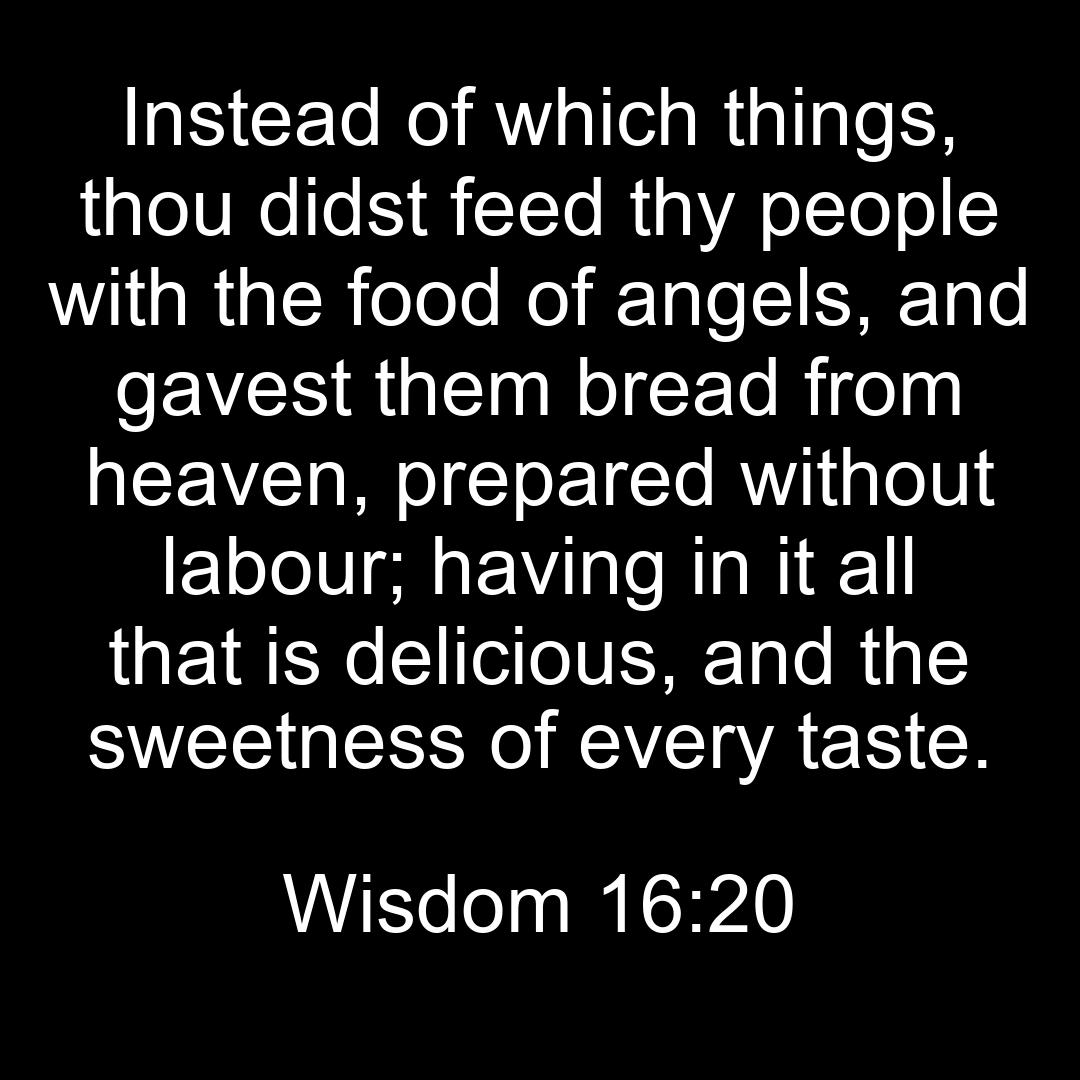 Instead of which things,
thou didst feed thy people
with the food of angels, and
gavest them bread from
heaven, prepared without
labour; having in it all
that is delicious, and the
sweetness of every taste.
Wisdom 16:20